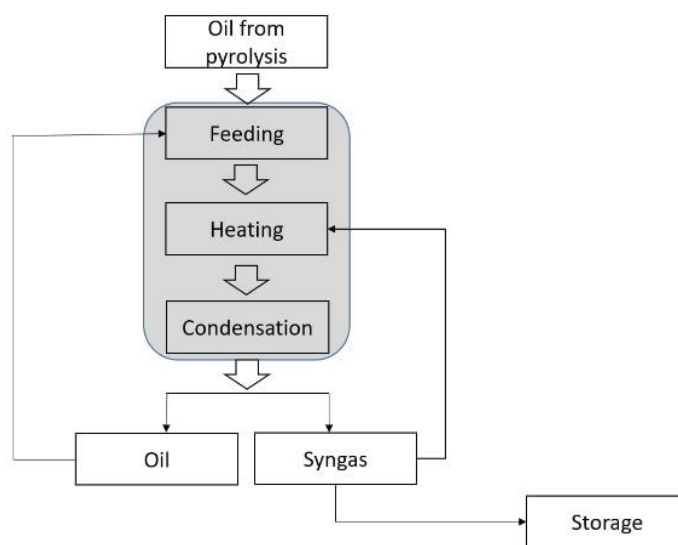 Oil from
pyrolysis
Feeding
Heating
Condensation
Oil
Syngas
Storage